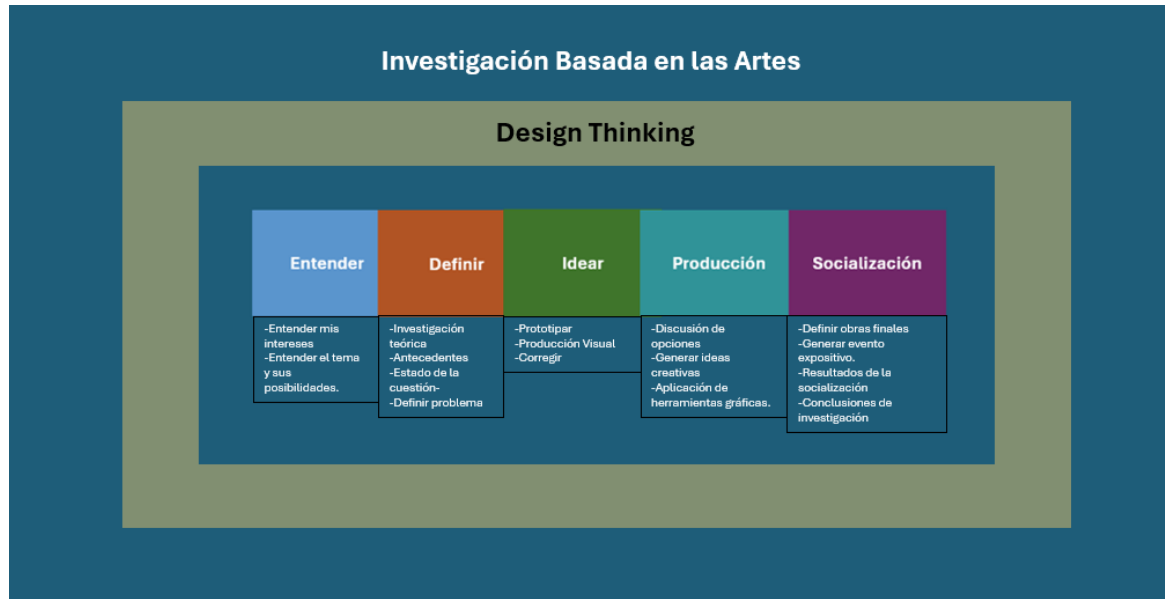 Investigación Basada en las Artes
Design Thinking
Entender
Definir
Idear
Producción
Socialización
-Entender mis
intereses
-Entender el tema
y sus
posibilidades.
-Investigación
teórica
-Antecedentes
-Estado de la
cuestión-
-Definir problema
-Prototipar
-Producción Visual
-Corregir
-Discusión de
opciones
-Generar ideas
creativas
-Aplicación de
herramientas gráficas.
-Definir obras finales
-Generar evento
expositivo.
-Resultados de la
socialización
-Conclusiones de
investigación